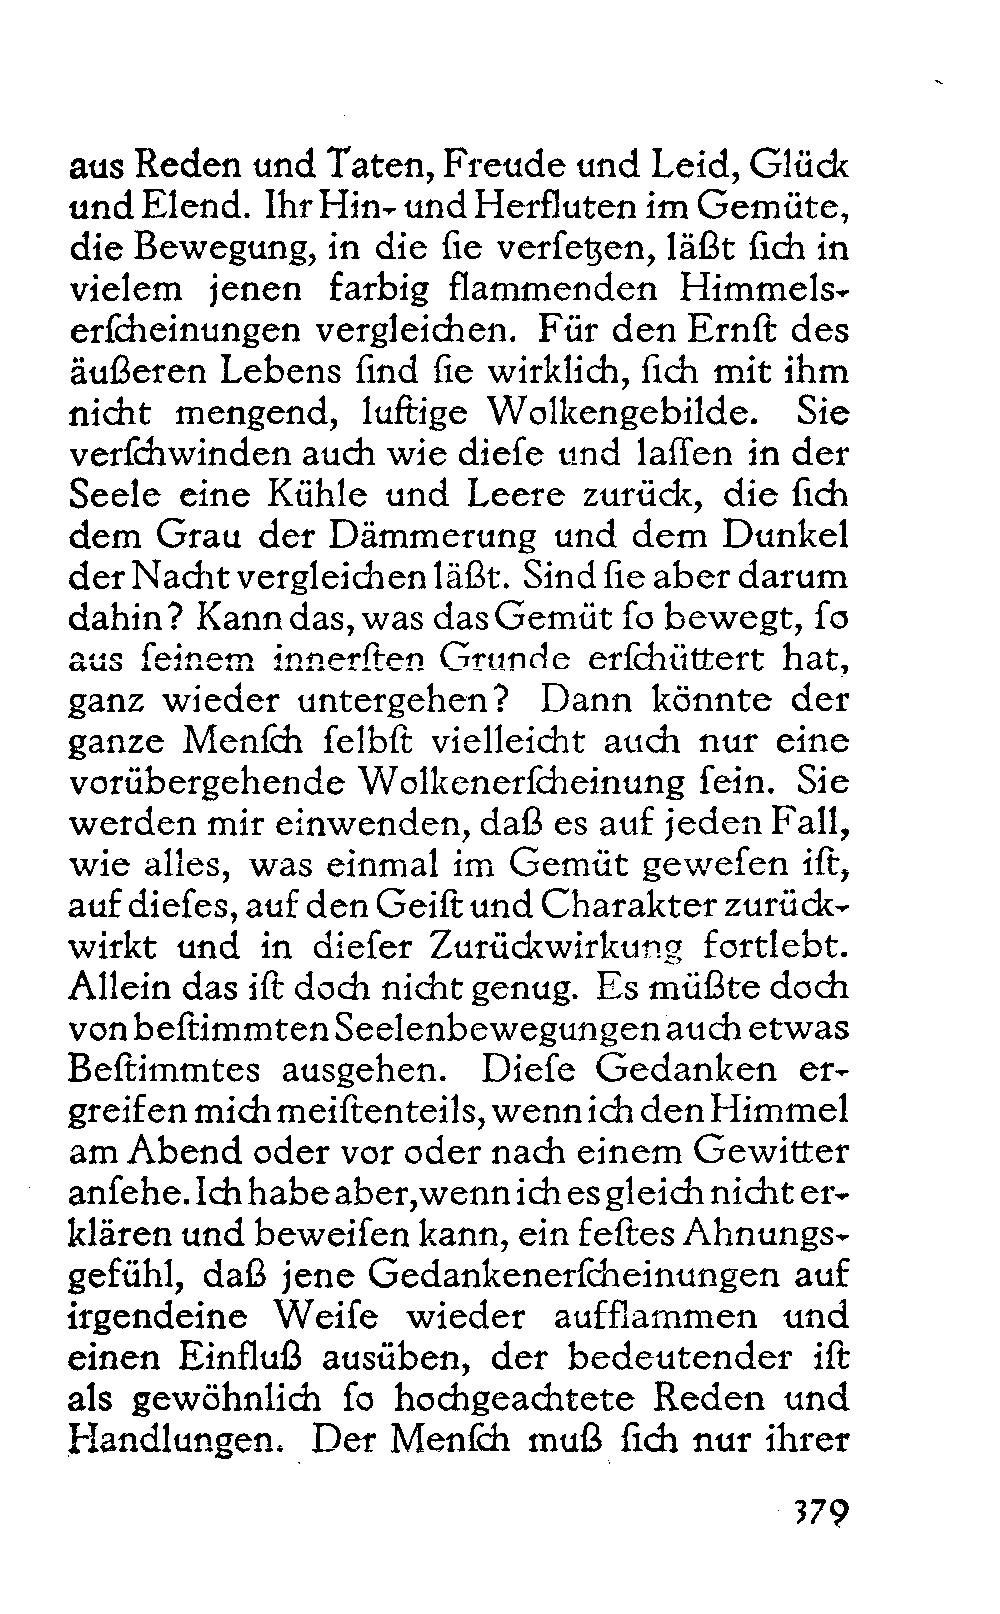 aus Reden und Taten, Freude und Leid, Glück
und Elend. Ihr Hin- und Herfluten im Gemüte,
die Bewegung, in die ſie verſetzen, läßt ſich in
vielem jenen farbig flammenden Himmels-
erſcheinungen vergleichen. Für den Ernſt des
äußeren Lebens ſind ſie wirklich, ſich mit ihm
nicht mengend, luftige Wolkengebilde. Sie
verſchwinden auch wie dieſe und laſſen in der
Seele eine Kühle und Leere zurück, die ſich
dem Grau der Dämmerung und dem Dunkel
der Nacht vergleichen läßt. Sind ſie aber darum
dahin? Kann das, was das Gemüt ſo bewegt, ſo
aus ſeinem innerſten Grunde erſchüttert hat,
ganz wieder untergehen? Dann könnte der
ganze Menſch ſelbſt vielleicht auch nur eine
vorübergehende Wolkenerſcheinung ſein. Sie
werden mir einwenden, daß es auf jeden Fall,
wie alles, was einmal im Gemüt geweſen iſt,
auf dieſes, auf den Geiſt und Charakter zurück-
wirkt und in dieſer Zurückwirkung fortlebt.
Allein das iſt doch nicht genug. Es müßte doch
von beſtimmten Seelenbewegungen auch etwas
Beſtimmtes ausgehen. Dieſe Gedanken er-
greifen mich meiſtenteils, wenn ich den Himmel
am Abend oder vor oder nach einem Gewitter
anſehe. Ich habe aber, wenn ich es gleich nicht er-
klären und beweiſen kann, ein feſtes Ahnungs-
gefühl, daß jene Gedankenerſcheinungen auf
irgendeine Weiſe wieder aufflammen und
einen Einfluß ausüben, der bedeutender iſt
als gewöhnlich ſo hochgeachtete Reden und
Handlungen. Der Menſch muß ſich nur ihrer
379